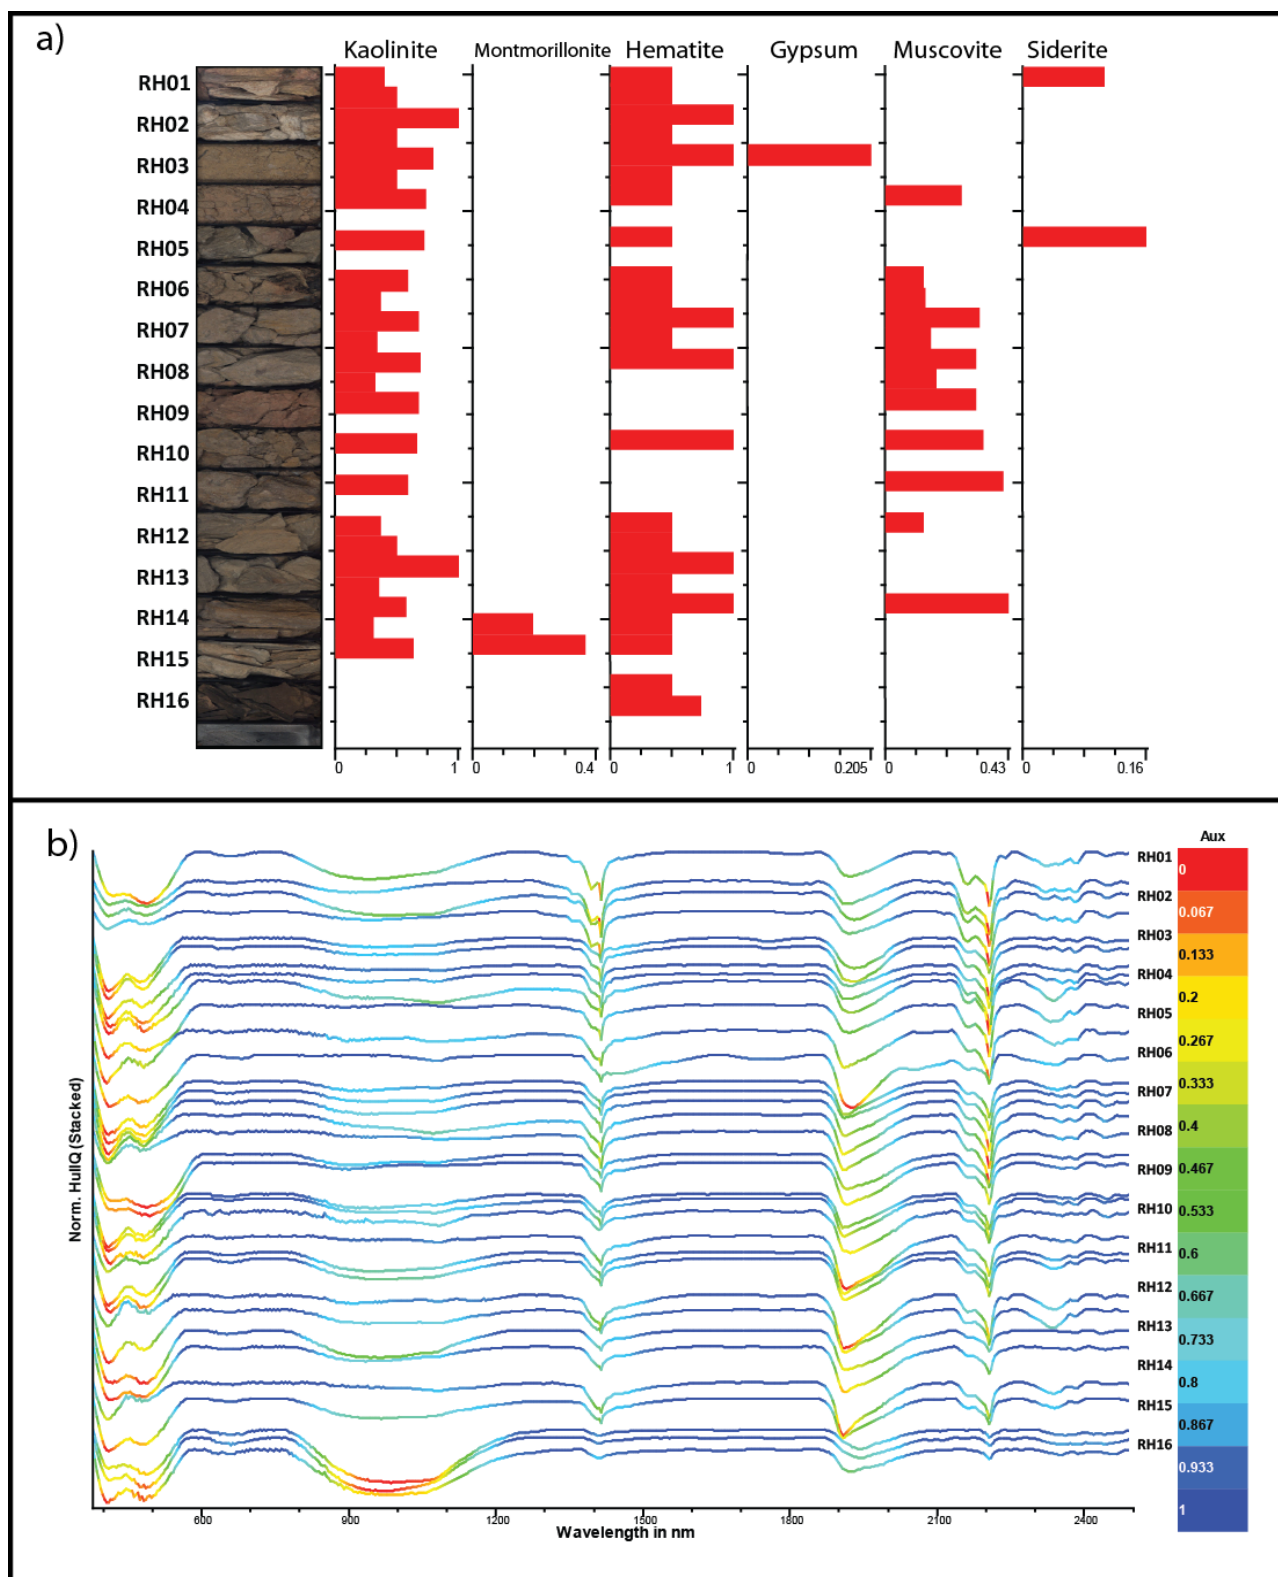 a)
Kaolinite Montmorillonite Hematite Gypsum Muscovite Siderite
RH01
RH02
RH03
RH04
RH05
RH06
RH07
RH08
RH09
RH10
RH11
RH12
RH13
RH14
RH15
RH16
0 1 0 0.4 0 1 0 0.205 0 0.43 0 0.16
b)
Aux
RH01
0
RH02
0.067
RH03
0.133
RH04
0.2
RH05
0.267
RH06
0.333
RH07
0.4
RH08
0.467
RH09
0.533
RH10
0.6
RH11
0.667
RH12
0.733
RH13
0.8
RH14
0.867
RH15
0.933
RH16
1
Norm. HullQ (Stacked)
600 900 1200 1500 1800 2100 2400
Wavelength in nm